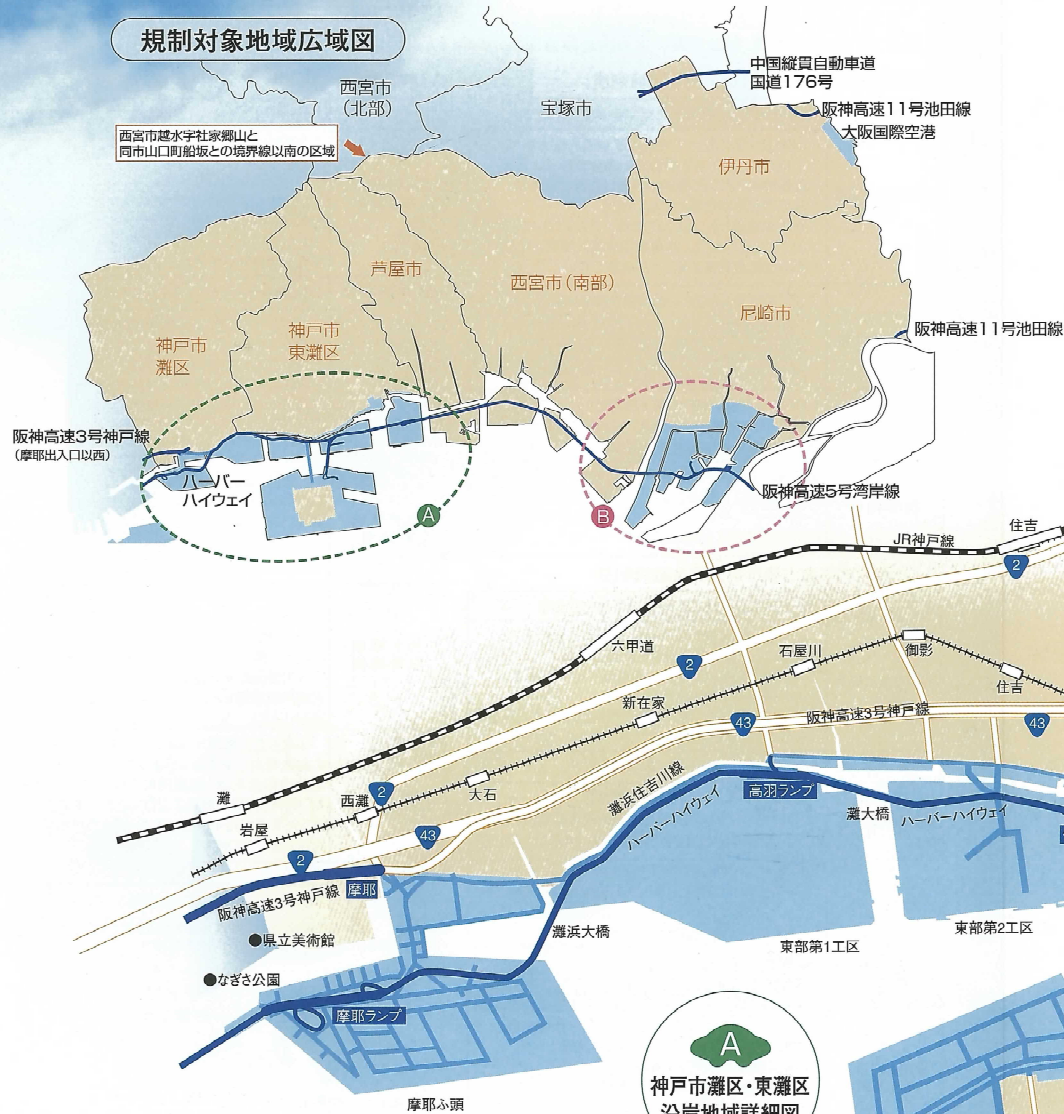 規制対象地域広域図
中国縦貫自動車道
国道176号
西宮市
(北部)
宝塚市
阪神高速11号池田線
大阪国際空港
西宮市越水字社家郷山と
同市山口町船坂との境界線以南の区域
伊丹市
芦屋市
西宮市(南部)
尼崎市
神戸市
東灘区
神戸市
灘区
阪神高速11号池田線
阪神高速3号神戸線
(摩耶出入口以西)
ハーバー
ハイウェイ
阪神高速5号湾岸線
A
B
JR神戸線
住吉
2
六甲道
石屋川
御影
2
住吉
新在家
43
阪神高速3号神戸線
43
灘浜住吉川線
大石
2
西灘
灘
高羽ランプ
ハーバーハイウェイ
灘大橋
ハーバーハイウェイ
岩屋
43
2
摩耶
阪神高速3号神戸線
県立美術館
灘浜大橋
東部第1工区
東部第2工区
なぎさ公園
摩耶ランプ
A
神戸市灘区・東灘区
沿岸地域詳細図
摩耶ふ頭